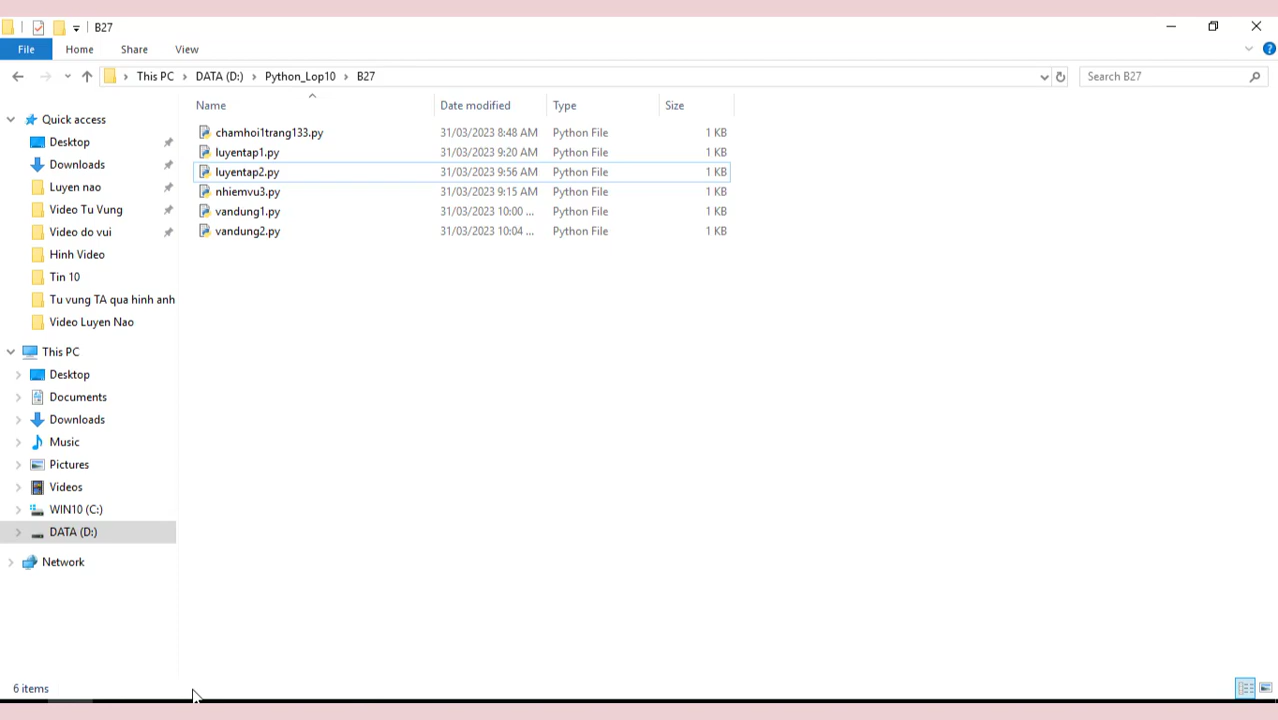 B27
File Home Share View
This PC DATA (D:) Python_Lop10 B27 Search B27
Name Date modified Type Size
chamhoi1trang133.py 31/03/2023 8:48 AM Python File 1 KB
luyentap1.py 31/03/2023 9:20 AM Python File 1 KB
luyentap2.py 31/03/2023 9:56 AM Python File 1 KB
nhiemvu3.py 31/03/2023 9:15 AM Python File 1 KB
vandung1.py 31/03/2023 10:00 ... Python File 1 KB
vandung2.py 31/03/2023 10:04 ... Python File 1 KB
Quick access
Desktop
Downloads
Luyen nao
Video Tu Vung
Video do vui
Hinh Video
Tin 10
Tu vung TA qua hinh anh
Video Luyen Nao
This PC
Desktop
Documents
Downloads
Music
Pictures
Videos
WIN10 (C:)
DATA (D:)
Network
6 items